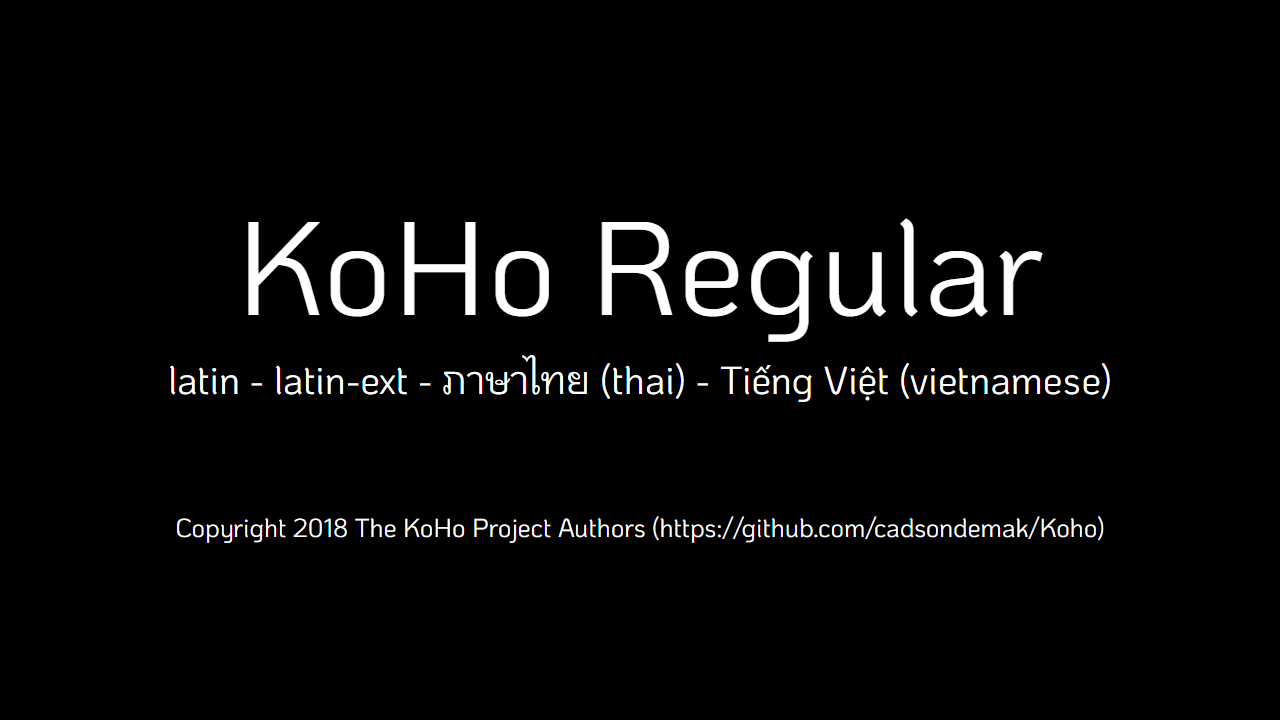 KoHo Regular
latin - latin-ext - ภาษาไทย (thai) - Tiếng Việt (vietnamese)
Copyright 2018 The KoHo Project Authors (https://github.com/cadsondemak/Koho)